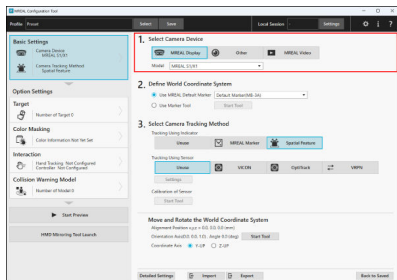 MREAL Configuration Tool
Profile Preset Select Save Local Session Settings
Basic Settings
Camera Device
MREAL S1/X1
Camera Tracking Method
Spatial Feature
Option Settings
Target
Number of Target 0
Color Masking
Color Information Not Yet Set
Interaction
Hand Tracking Not Configured
Controller Not Configured
Collision Warning Model
Number of Model 0
Start Preview
HMD Mirroring Tool Launch
1. Select Camera Device
MREAL Display Other MREAL Video
Model MREAL S1/X1
2. Define World Coordinate System
Use MREAL Default Marker Default Marker(MB-3A)
Use Marker Tool Start Tool
3. Select Camera Tracking Method
Tracking Using Indicator
Unuse MREAL Marker Spatial Feature
Tracking Using Sensor
Unuse VICON OptiTrack VRPN
Settings
Calibration of Sensor
Start Tool
Move and Rotate the World Coordinate System
Start Tool
Coordinate Axis Y-UP Z-UP
Detailed Settings Import Export Back to Saved